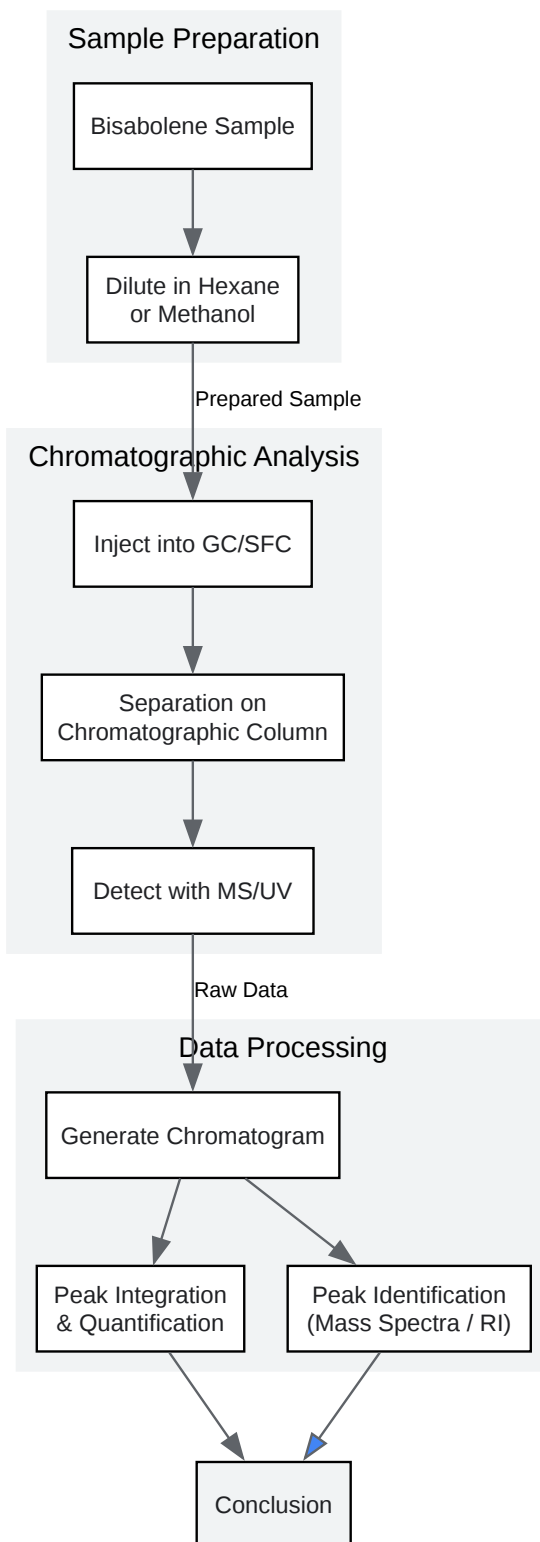 Sample Preparation
Bisabolene Sample
Dilute in Hexane
or Methanol
Prepared Sample
Chromatographic Analysis
Inject into GC/SFC
Separation on
Chromatographic Column
Detect with MS/UV
Raw Data
Data Processing
Generate Chromatogram
Peak Integration
& Quantification
Peak Identification
(Mass Spectra / RI)
Conclusion